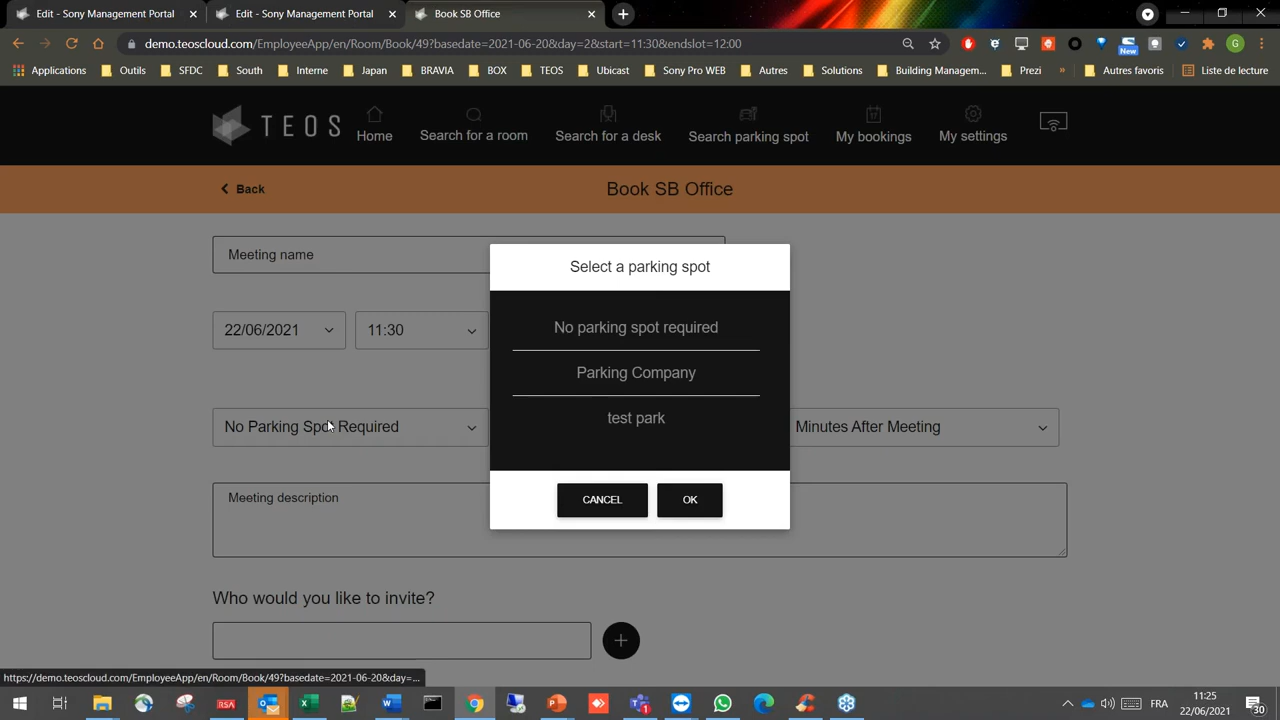 Edit - Sony Management Portal
Edit - Sony Management Portal
Book SB Office
demo.teoscloud.com/EmployeeApp/en/Room/Book/49?basedate=2021-06-20&day=2&start=11:30&endslot=12:00
New
G
Applications
Outils
SFDC
South
Interne
Japan
BRAVIA
BOX
TEOS
Ubicast
Sony Pro WEB
Autres
Solutions
Building Managem...
Prezi
»
Autres favoris
Liste de lecture
TEOS
Home
Search for a room
Search for a desk
Search parking spot
My bookings
My settings
Back
Book SB Office
Meeting name
Select a parking spot
22/06/2021
11:30
No parking spot required
Parking Company
test park
No Parking Spot Required
Minutes After Meeting
CANCEL
OK
Meeting description
Who would you like to invite?
https://demo.teoscloud.com/EmployeeApp/en/Room/Book/49?basedate=2021-06-20&day=...
RSA
FRA
11:25
22/06/2021
30